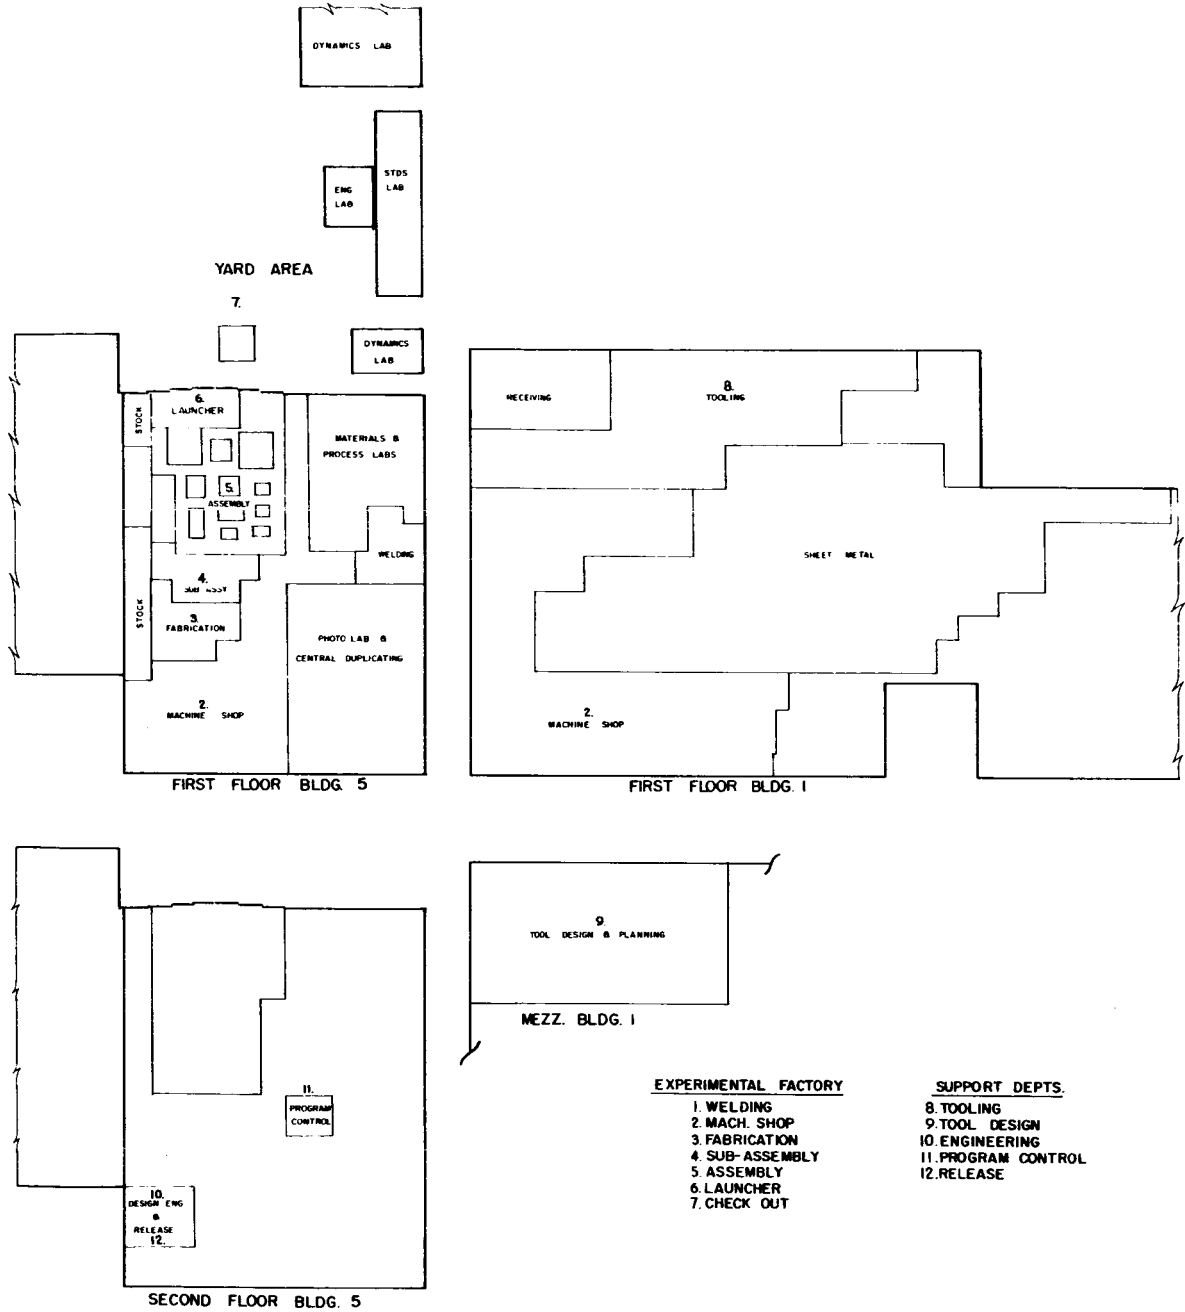 DYNAMICS LAB
STDS
LAB
ENG
LAB
YARD AREA
7.
DYNAMICS
LAB
6.
LAUNCHER
STOCK
MATERIALS &
PROCESS LABS
5.
ASSEMBLY
WELDING
4.
SUB ASSY
STOCK
3.
FABRICATION
PHOTO LAB &
CENTRAL DUPLICATING
2.
MACHINE SHOP
FIRST FLOOR BLDG. 5
RECEIVING
8.
TOOLING
SHEET METAL
2.
MACHINE SHOP
FIRST FLOOR BLDG. 1
11.
PROGRAM
CONTROL
10.
DESIGN ENG
&
RELEASE
12.
SECOND FLOOR BLDG. 5
9.
TOOL DESIGN & PLANNING
MEZZ. BLDG. 1
EXPERIMENTAL FACTORY
1. WELDING
2. MACH. SHOP
3. FABRICATION
4. SUB-ASSEMBLY
5. ASSEMBLY
6. LAUNCHER
7. CHECK OUT
SUPPORT DEPTS.
8. TOOLING
9. TOOL DESIGN
10. ENGINEERING
11. PROGRAM CONTROL
12. RELEASE